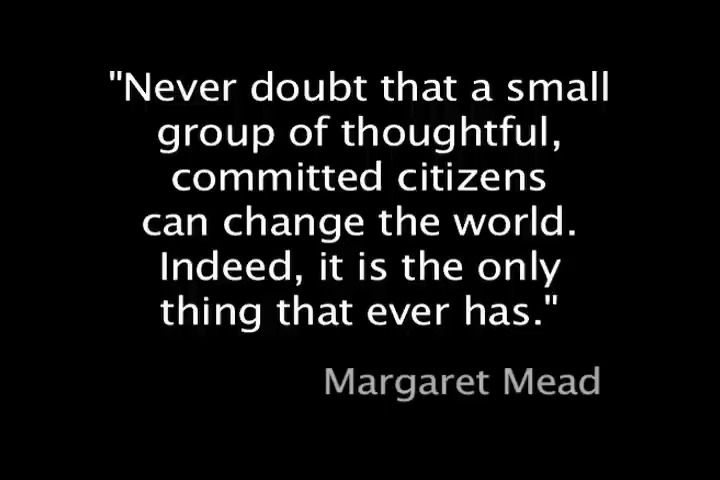 "Never doubt that a small
group of thoughtful,
committed citizens
can change the world.
Indeed, it is the only
thing that ever has."
Margaret Mead